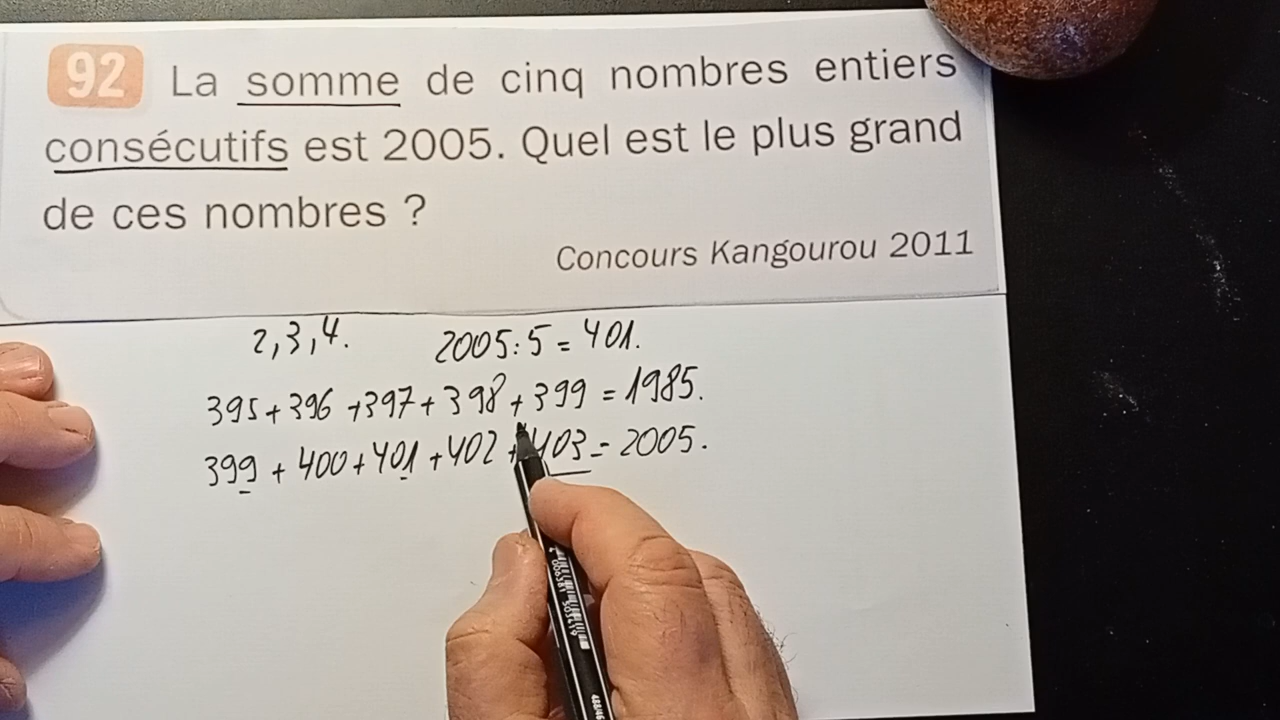 92 La somme de cinq nombres entiers
consécutifs est 2005. Quel est le plus grand
de ces nombres ?
Concours Kangourou 2011
2,3,4. 2005:5 = 401.
395+396+397+398+399 = 1985.
399 + 400+401+402+403= 2005.